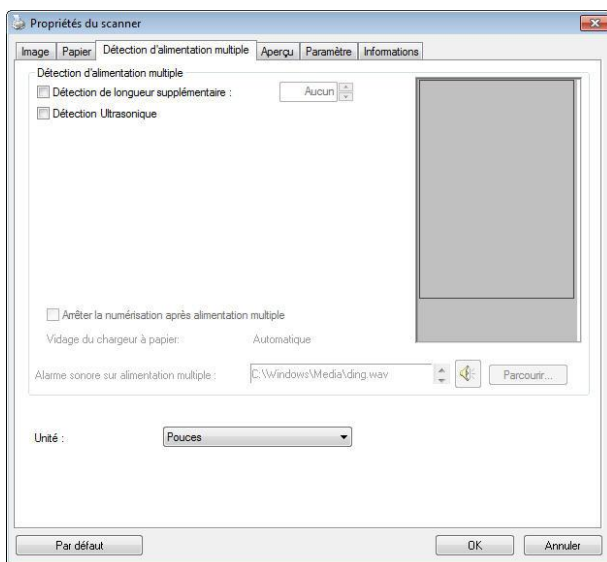 Propriétés du scanner
Image Papier Détection d'alimentation multiple Aperçu Paramètre Informations
Détection d'alimentation multiple
Détection de longueur supplémentaire : Aucun
Détection Ultrasonique
Arrêter la numérisation après alimentation multiple
Vidage du chargeur à papier: Automatique
Alarme sonore sur alimentation multiple : C:\Windows\Media\ding.wav Parcourir...
Unité : Pouces
Par défaut OK Annuler